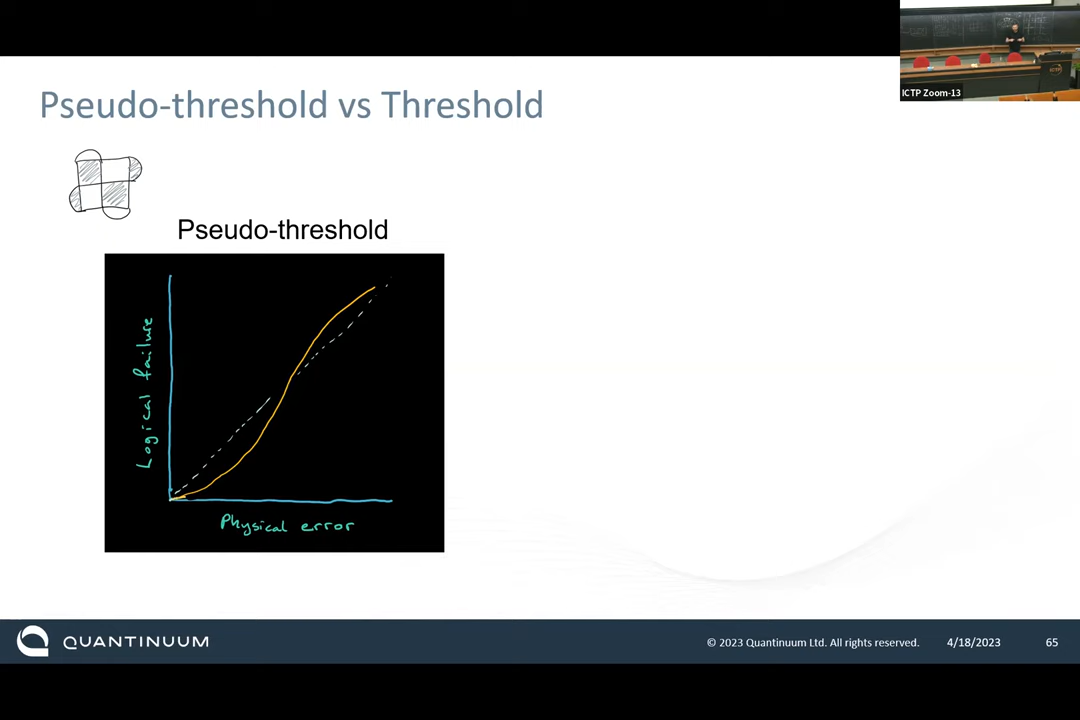 ICTP Zoom-13
Pseudo-threshold vs Threshold
Pseudo-threshold
Logical failure
Physical error
QUANTINUUM
© 2023 Quantinuum Ltd. All rights reserved.
4/18/2023
65